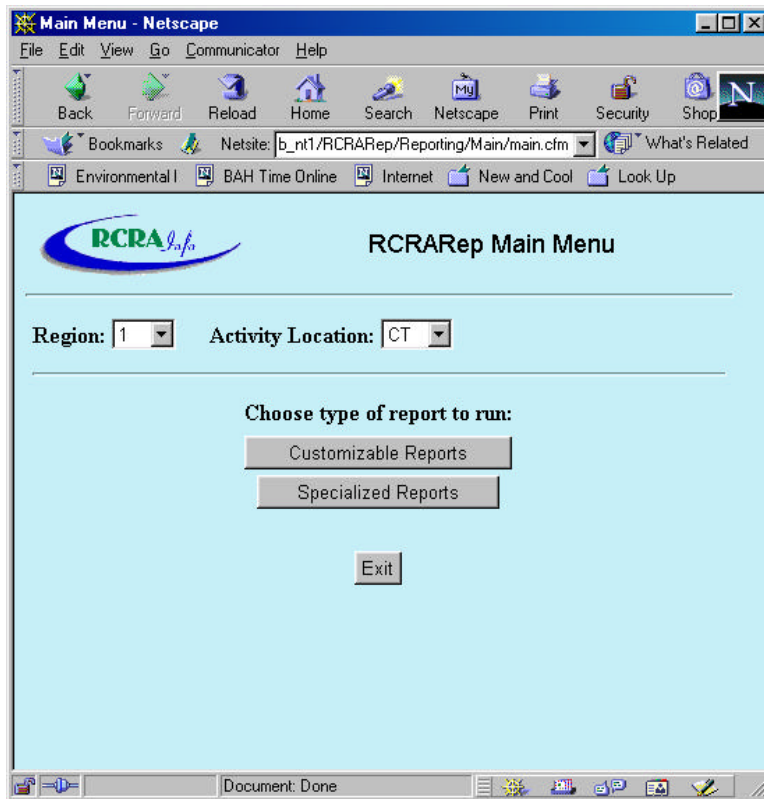 Main Menu - Netscape
File Edit View Go Communicator Help
Back Forward Reload Home Search Netscape Print Security Shop
Bookmarks Netsite: b_nt1/RCRARep/Reporting/Main/main.cfm What's Related
Environmental I BAH Time Online Internet New and Cool Look Up
RCRA Info RCRARep Main Menu
Region: 1 Activity Location: CT
Choose type of report to run:
Customizable Reports
Specialized Reports
Exit
Document: Done